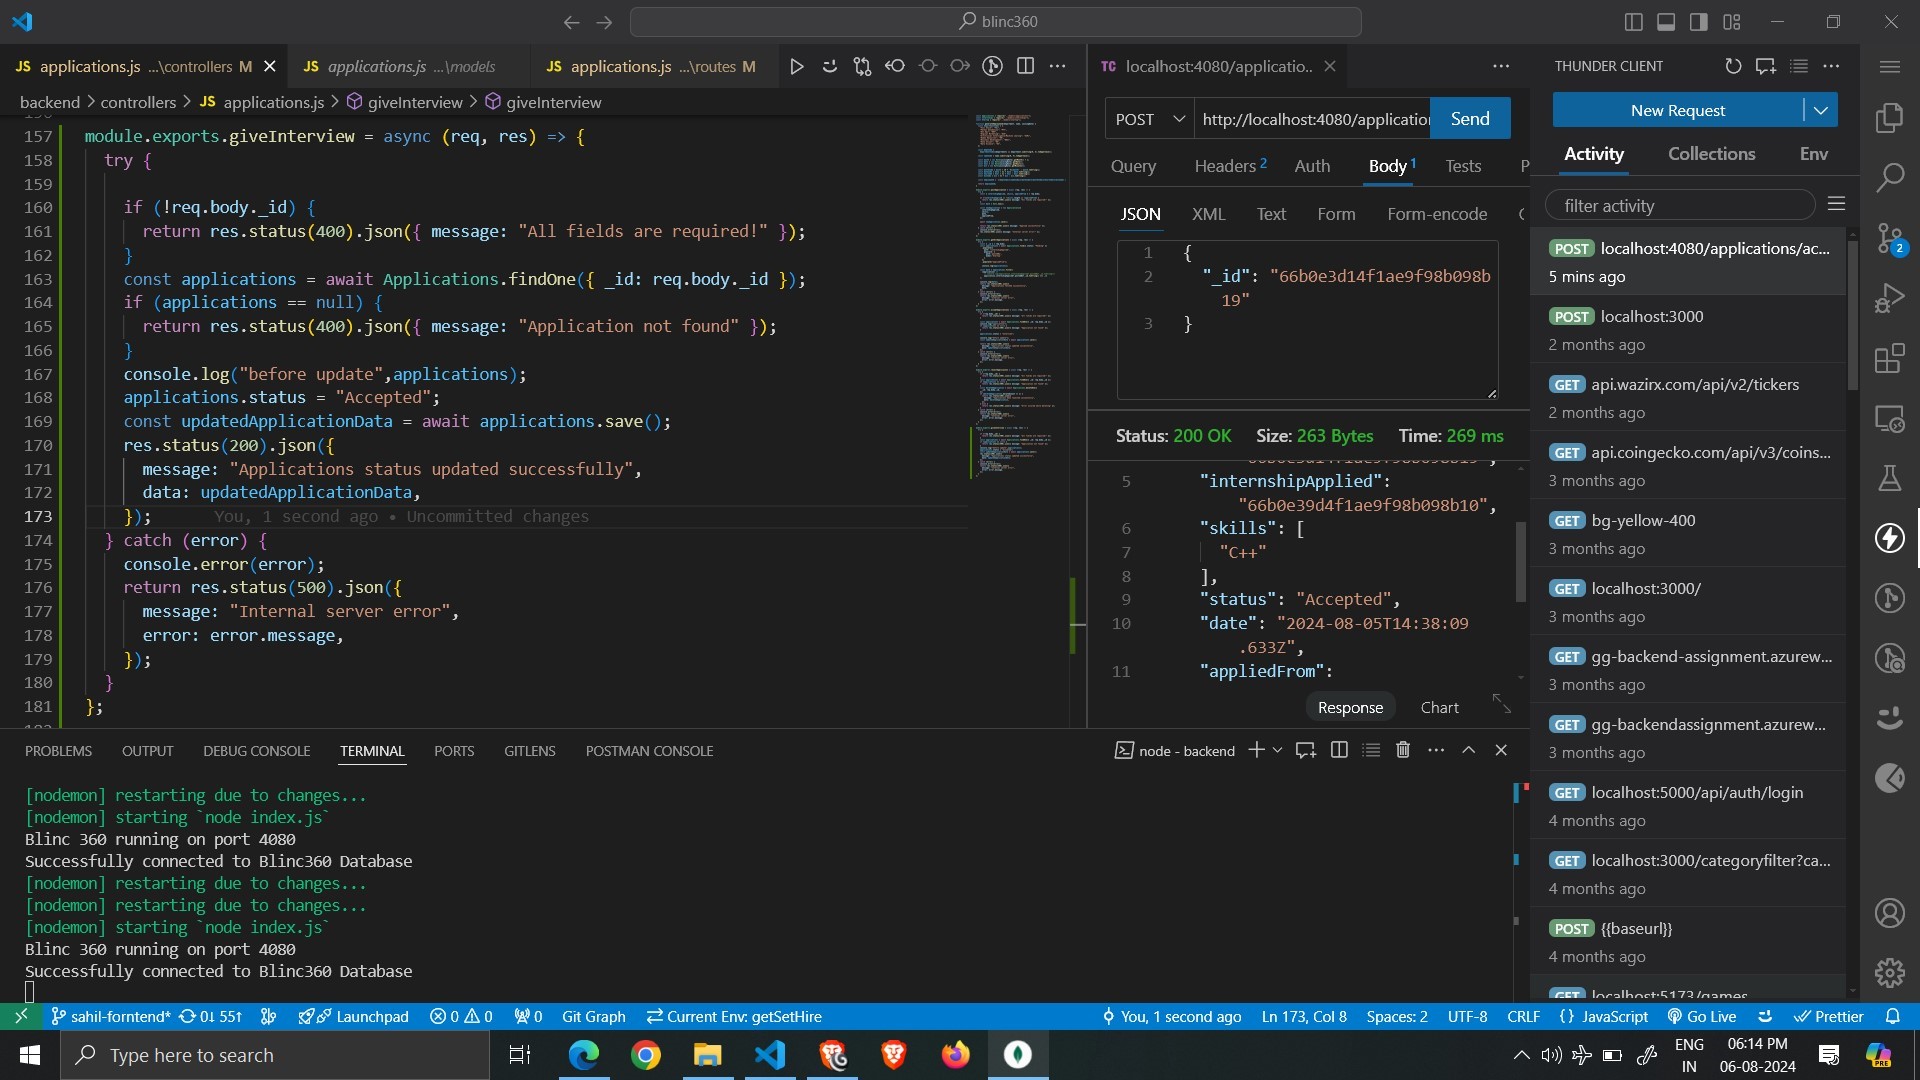 blinc360
JS applications.js ...\controllers M
JS applications.js ...\models
JS applications.js ...\routes M
backend > controllers > JS applications.js > giveInterview > giveInterview
157 module.exports.giveInterview = async (req, res) => {
158 try {
159
160 if (!req.body._id) {
161 return res.status(400).json({ message: "All fields are required!" });
162 }
163 const applications = await Applications.findOne({ _id: req.body._id });
164 if (applications == null) {
165 return res.status(400).json({ message: "Application not found" });
166 }
167 console.log("before update",applications);
168 applications.status = "Accepted";
169 const updatedApplicationData = await applications.save();
170 res.status(200).json({
171 message: "Applications status updated successfully",
172 data: updatedApplicationData,
173 }); You, 1 second ago • Uncommitted changes
174 } catch (error) {
175 console.error(error);
176 return res.status(500).json({
177 message: "Internal server error",
178 error: error.message,
179 });
180 }
181 };
TC localhost:4080/applicatio..
POST http://localhost:4080/application Send
Query Headers 2 Auth Body 1 Tests P
JSON XML Text Form Form-encode
1 {
2 "_id": "66b0e3d14f1ae9f98b098b
19"
3 }
Status: 200 OK Size: 263 Bytes Time: 269 ms
"66b0e3d14f1ae9f98b098b19",
5 "internshipApplied":
"66b0e39d4f1ae9f98b098b10",
6 "skills": [
7 "C++"
8 ],
9 "status": "Accepted",
10 "date": "2024-08-05T14:38:09
.633Z",
11 "appliedFrom":
Response Chart
THUNDER CLIENT
New Request
Activity Collections Env
filter activity
POST localhost:4080/applications/ac...
5 mins ago
POST localhost:3000
2 months ago
GET api.wazirx.com/api/v2/tickers
2 months ago
GET api.coingecko.com/api/v3/coins...
3 months ago
GET bg-yellow-400
3 months ago
GET localhost:3000/
3 months ago
GET gg-backend-assignment.azurew...
3 months ago
GET gg-backendassignment.azurew...
3 months ago
GET localhost:5000/api/auth/login
4 months ago
GET localhost:3000/categoryfilter?ca...
4 months ago
POST {{baseurl}}
4 months ago
GET localhost:5173/games
2
PROBLEMS OUTPUT DEBUG CONSOLE TERMINAL PORTS GITLENS POSTMAN CONSOLE
node - backend
[nodemon] restarting due to changes...
[nodemon] starting `node index.js`
Blinc 360 running on port 4080
Successfully connected to Blinc360 Database
[nodemon] restarting due to changes...
[nodemon] restarting due to changes...
[nodemon] starting `node index.js`
Blinc 360 running on port 4080
Successfully connected to Blinc360 Database
sahil-forntend* 0↓ 55↑ Launchpad 0 0 0 Git Graph Current Env: getSetHire
You, 1 second ago Ln 173, Col 8 Spaces: 2 UTF-8 CRLF {} JavaScript Go Live Prettier
Type here to search
ENG
IN
06:14 PM
06-08-2024
PRE